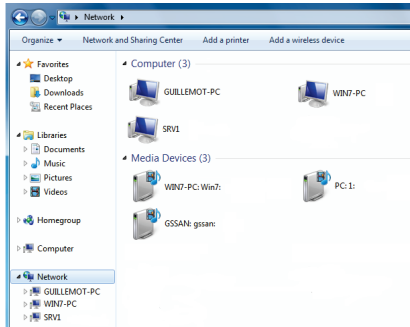 Network
Organize Network and Sharing Center Add a printer Add a wireless device
Favorites
Desktop
Downloads
Recent Places
Libraries
Documents
Music
Pictures
Videos
Homegroup
Computer
Network
GUILLEMOT-PC
WIN7-PC
SRV1
Computer (3)
GUILLEMOT-PC
WIN7-PC
SRV1
Media Devices (3)
WIN7-PC: Win7:
PC: 1:
GSSAN: gssan: